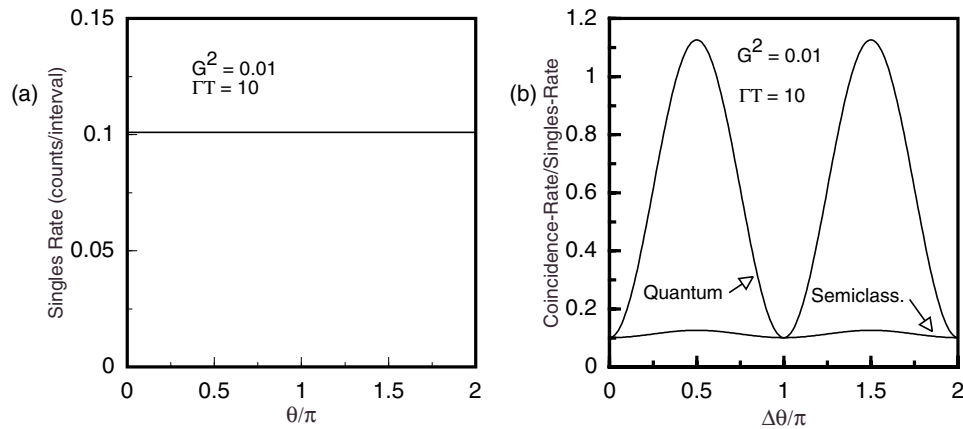 (a)
Singles Rate (counts/interval)
0.15
0.1
0.05
0
G² = 0.01
ΓT = 10
0 0.5 1 1.5 2
θ/π
(b)
Coincidence-Rate/Singles-Rate
1.2
1
0.8
0.6
0.4
0.2
0
G² = 0.01
ΓT = 10
Quantum
Semiclass.
0 0.5 1 1.5 2
Δθ/π